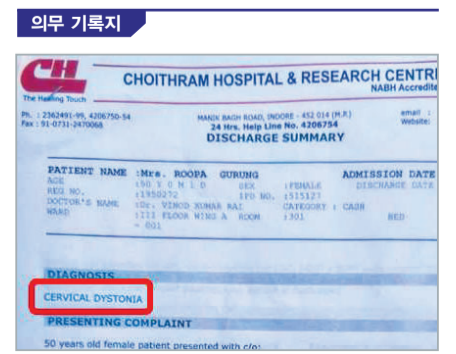 의무 기록지
CH
The Healing Touch
CHOITHRAM HOSPITAL & RESEARCH CENTR
NABH Accredite
Ph. : 2362491-99, 4206750-54
Fax : 91-0731-2470068
MANIK BAGH ROAD, INDORE - 452 014 (M.P.)
24 Hrs. Help Line No. 4206754
email :
Website:
DISCHARGE SUMMARY
PATIENT NAME :Mrs. ROOPA GURUNG ADMISSION DATE
AGE :50 Y 0 M 1 D SEX :FEMALE DISCHARGE DATE
REG NO. :1950272 IPD NO. :515127
DOCTOR'S NAME :Dr. VINOD KUMAR RAI CATEGORY : CASH
WARD :III FLOOR WING A ROOM :301 BED
- 001
DIAGNOSIS
CERVICAL DYSTONIA
PRESENTING COMPLAINT
50 years old female patient presented with c/o: